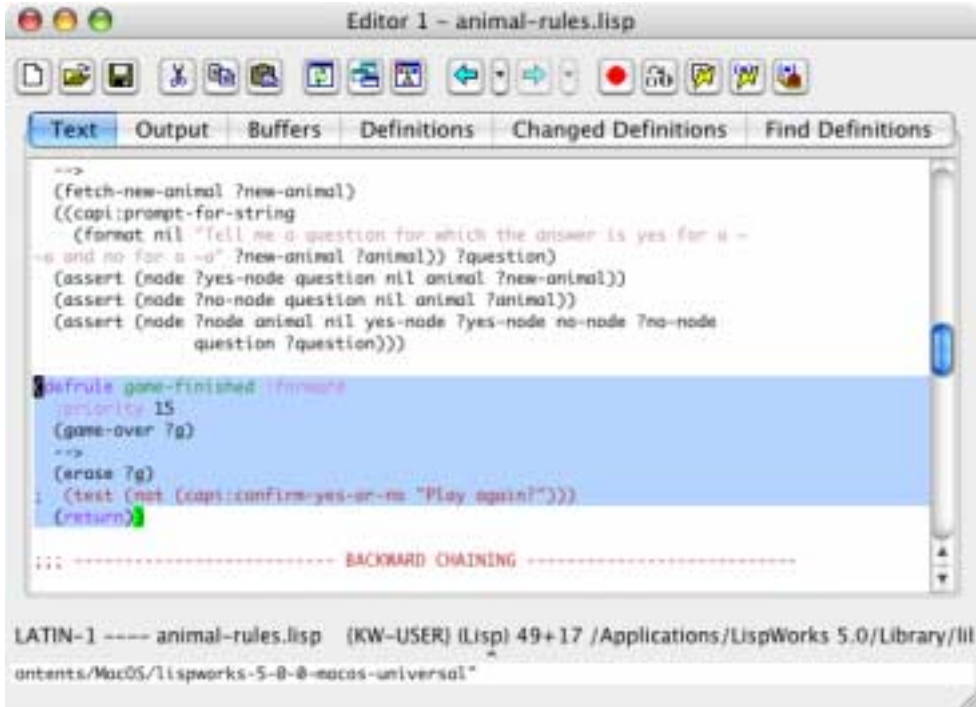 Editor 1 - animal-rules.lisp
Text Output Buffers Definitions Changed Definitions Find Definitions
-->
(fetch-new-animal ?new-animal)
((capi:prompt-for-string
(format nil "Tell me a question for which the answer is yes for a ~
~a and no for a ~a" ?new-animal ?animal)) ?question)
(assert (node ?yes-node question nil animal ?new-animal))
(assert (node ?no-node question nil animal ?animal))
(assert (node ?node animal nil yes-node ?yes-node no-node ?no-node
question ?question)))
(defrule game-finished :forward
:priority 15
(game-over ?g)
-->
(erase ?g)
; (test (not (capi:confirm-yes-or-no "Play again?")))
(return))
;;; -------------------------- BACKWARD CHAINING ---------------------------
LATIN-1 ---- animal-rules.lisp {KW-USER} (Lisp) 49+17 /Applications/LispWorks 5.0/Library/lib
ontents/MacOS/lispworks-5-0-0-macos-universal"